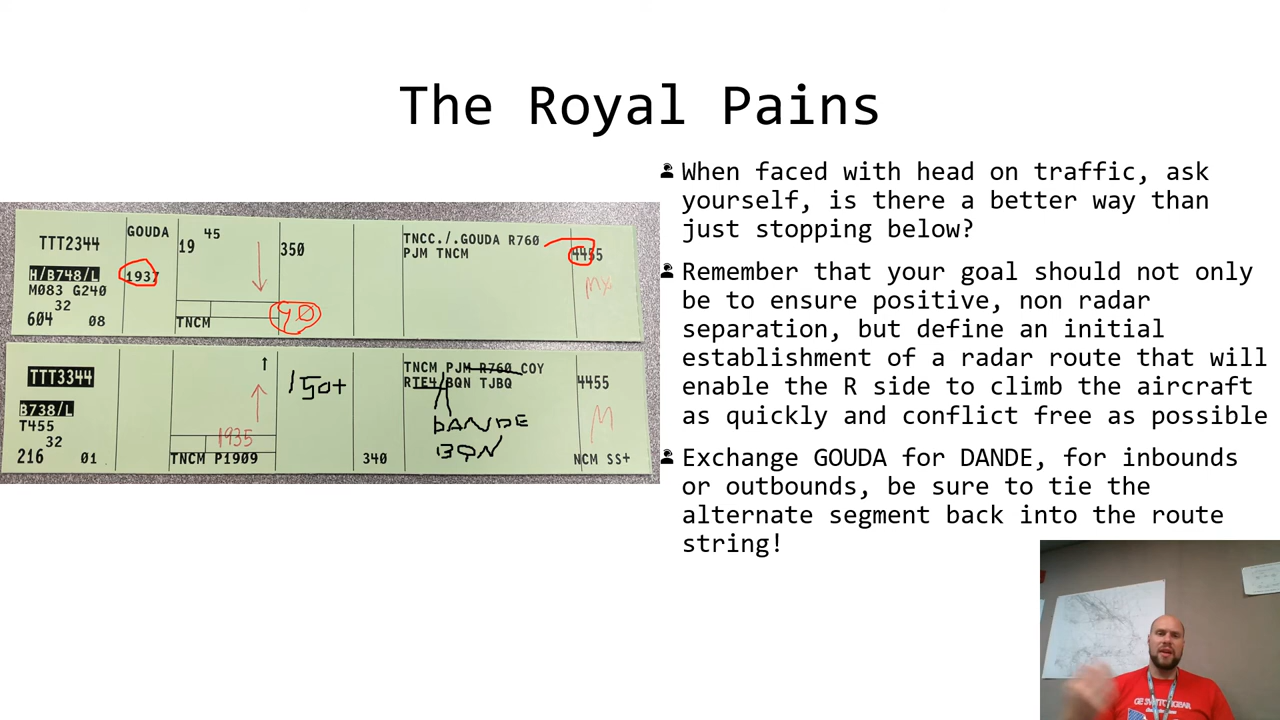 The Royal Pains
TTT2344
H/B748/L
M083 G240
32
604 08
GOUDA
1937
45
19
TNCM
350
40
TNCC./.GOUDA R760
PJM TNCM
4455
MX
TTT3344
B738/L
T455
32
216 01
↑
1935
TNCM P1909
150+
340
TNCM PJM R760 COY
RTE4 BQN TJBQ
DANDE
BQN
4455
M
NCM SS+
When faced with head on traffic, ask
yourself, is there a better way than
just stopping below?
Remember that your goal should not only
be to ensure positive, non radar
separation, but define an initial
establishment of a radar route that will
enable the R side to climb the aircraft
as quickly and conflict free as possible
Exchange GOUDA for DANDE, for inbounds
or outbounds, be sure to tie the
alternate segment back into the route
string!